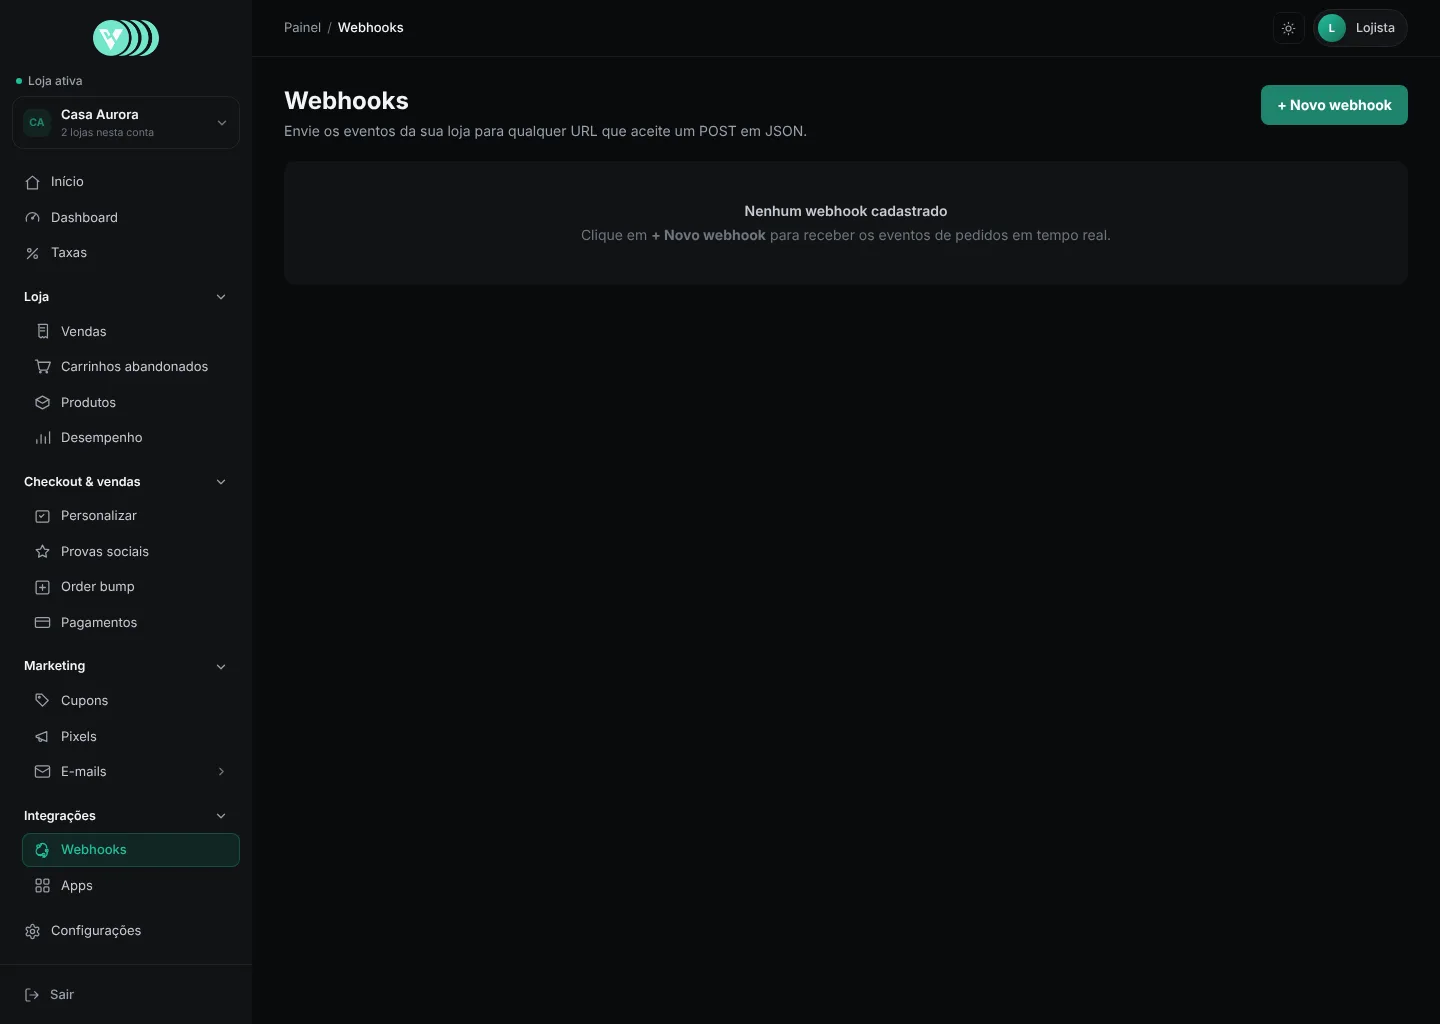 Loja ativa
CA
Casa Aurora
2 lojas nesta conta
Início
Dashboard
Taxas
Loja
Vendas
Carrinhos abandonados
Produtos
Desempenho
Checkout & vendas
Personalizar
Provas sociais
Order bump
Pagamentos
Marketing
Cupons
Pixels
E-mails
Integrações
Webhooks
Apps
Configurações
Sair
Painel / Webhooks
L Lojista
Webhooks
Envie os eventos da sua loja para qualquer URL que aceite um POST em JSON.
+ Novo webhook
Nenhum webhook cadastrado
Clique em + Novo webhook para receber os eventos de pedidos em tempo real.